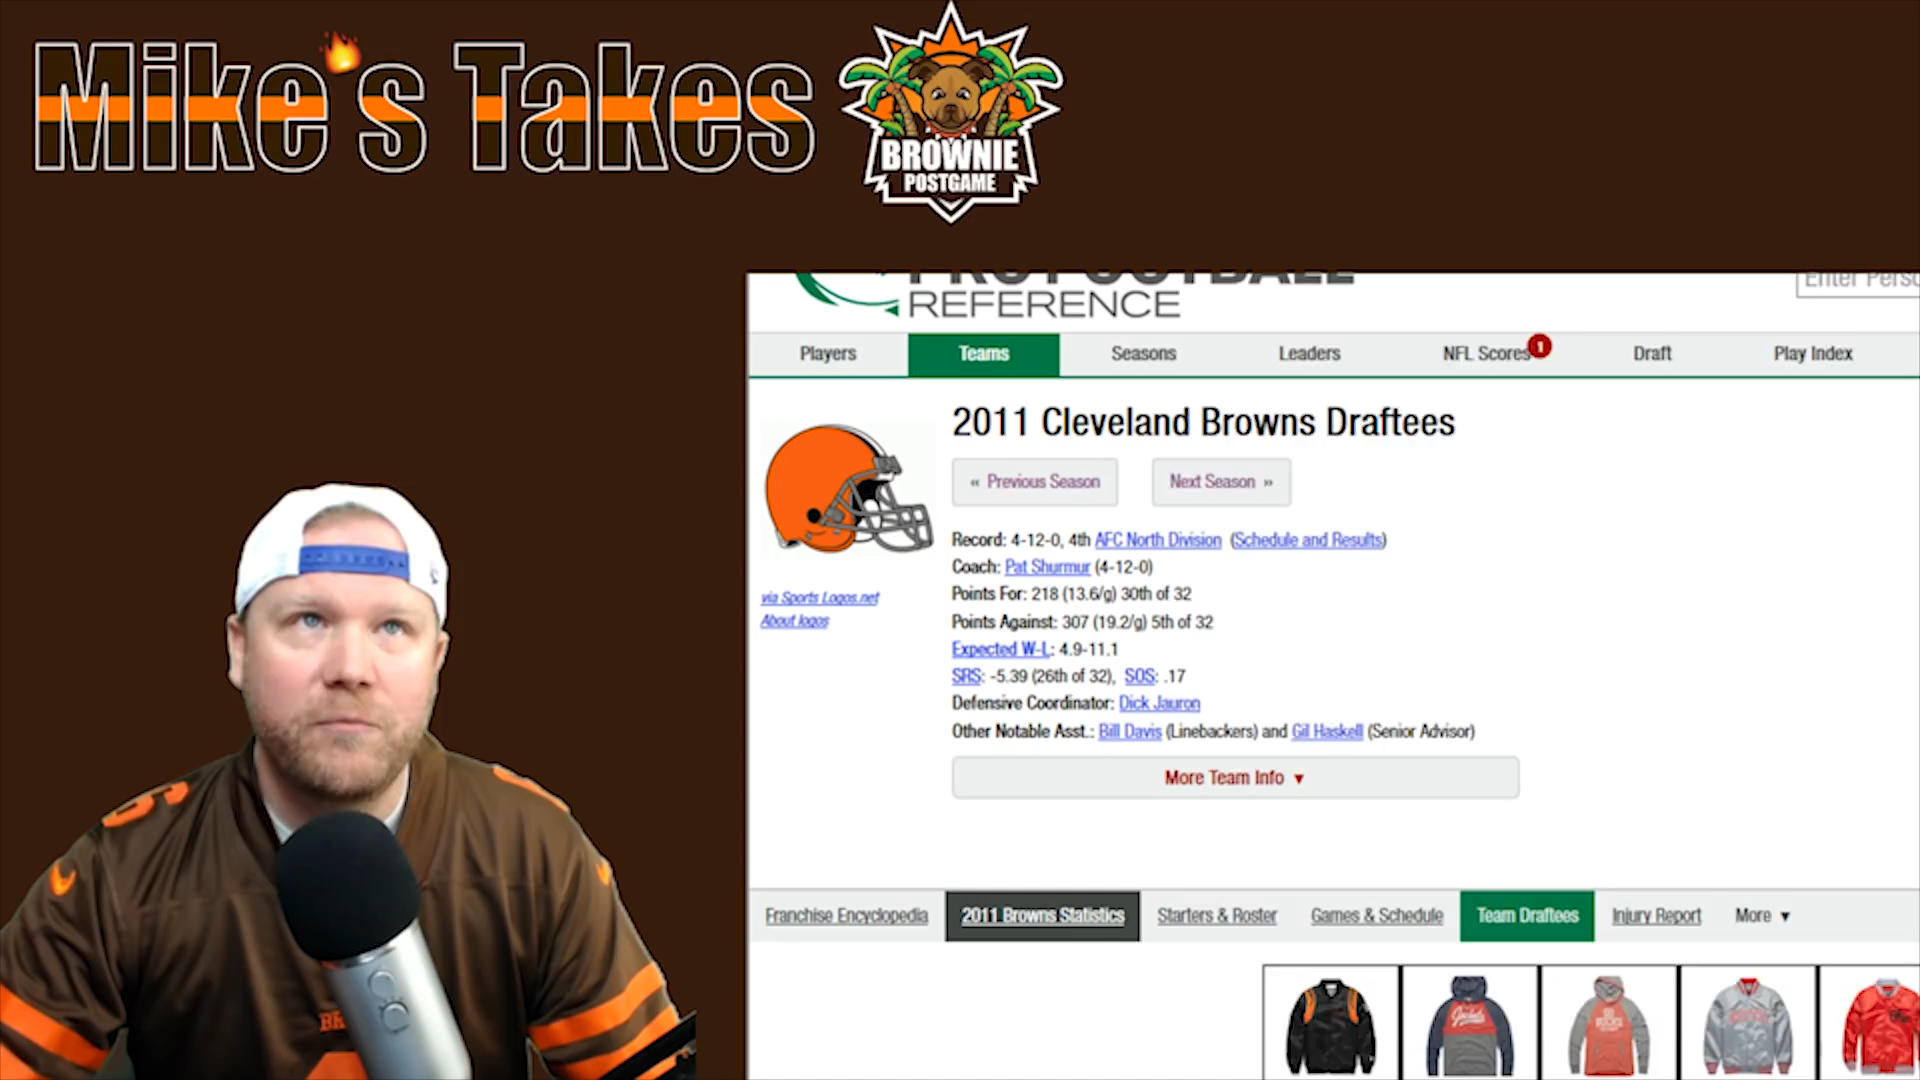 Mike's Takes
BROWNIE
POSTGAME
PRO FOOTBALL
REFERENCE
Enter Perso
Players
Teams
Seasons
Leaders
NFL Scores
1
Draft
Play Index
2011 Cleveland Browns Draftees
« Previous Season
Next Season »
Record: 4-12-0, 4th AFC North Division (Schedule and Results)
Coach: Pat Shurmur (4-12-0)
Points For: 218 (13.6/g) 30th of 32
Points Against: 307 (19.2/g) 5th of 32
Expected W-L: 4.9-11.1
SRS: -5.39 (26th of 32), SOS: .17
Defensive Coordinator: Dick Jauron
Other Notable Asst.: Bill Davis (Linebackers) and Gil Haskell (Senior Advisor)
More Team Info ▼
via Sports Logos.net
About logos
Franchise Encyclopedia
2011 Browns Statistics
Starters & Roster
Games & Schedule
Team Draftees
Injury Report
More ▼